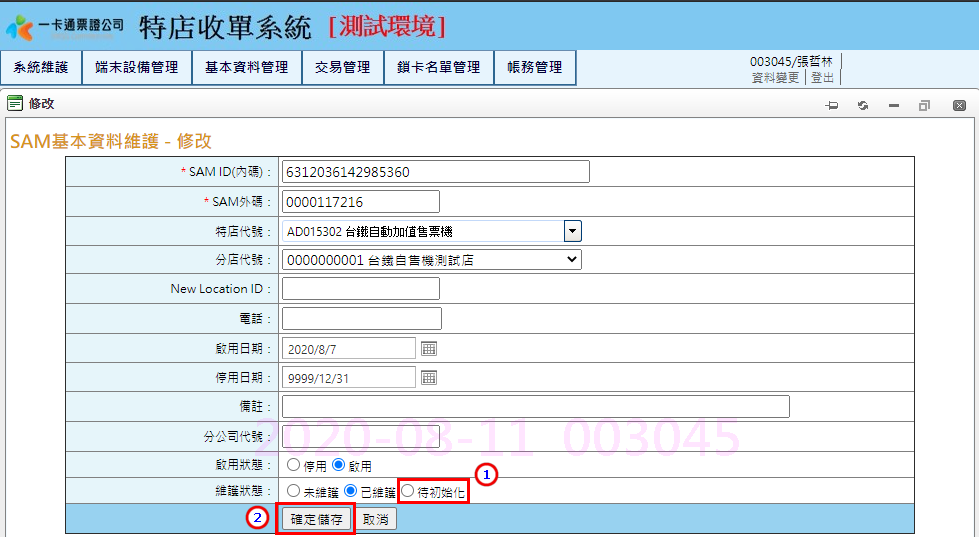 一卡通票證公司 特店收單系統 [測試環境]
系統維護 端末設備管理 基本資料管理 交易管理 鎖卡名單管理 帳務管理
003045/張哲林
資料變更 登出
修改
SAM基本資料維護 - 修改
* SAM ID(內碼) : 6312036142985360
* SAM外碼 : 0000117216
特店代號 : AD015302 台鐵自動加值售票機
分店代號 : 0000000001 台鐵自售機測試店
New Location ID :
電話 :
啟用日期 : 2020/8/7
停用日期 : 9999/12/31
備註 :
2020-08-11 003045
分公司代號 :
啟用狀態 : 停用 啟用
維護狀態 : 未維護 已維護 待初始化 1
2 確定儲存 取消